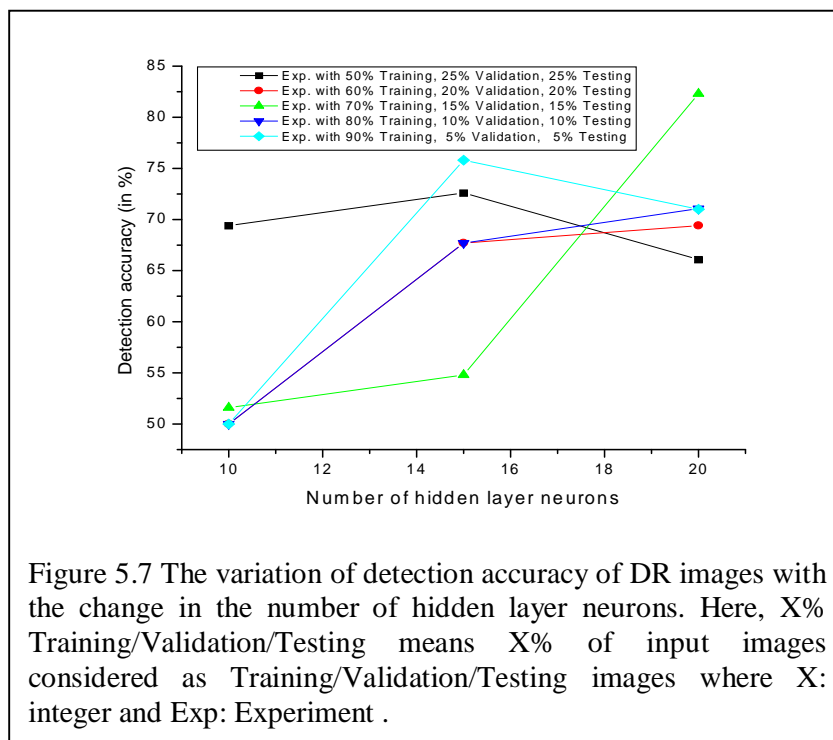 85
80
75
70
65
60
55
50
Detection accuracy (in %)
Exp. with 50% Training, 25% Validation, 25% Testing
Exp. with 60% Training, 20% Validation, 20% Testing
Exp. with 70% Training, 15% Validation, 15% Testing
Exp. with 80% Training, 10% Validation, 10% Testing
Exp. with 90% Training, 5% Validation, 5% Testing
10 12 14 16 18 20
Number of hidden layer neurons
Figure 5.7 The variation of detection accuracy of DR images with
the change in the number of hidden layer neurons. Here, X%
Training/Validation/Testing means X% of input images
considered as Training/Validation/Testing images where X:
integer and Exp: Experiment .